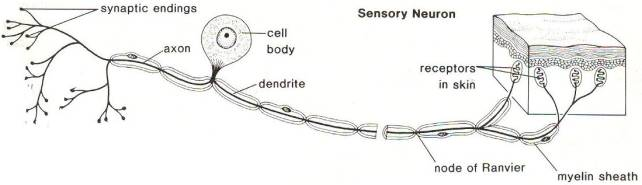 synaptic endings
Sensory Neuron
cell
body
axon
receptors
in skin
dendrite
node of Ranvier
myelin sheath